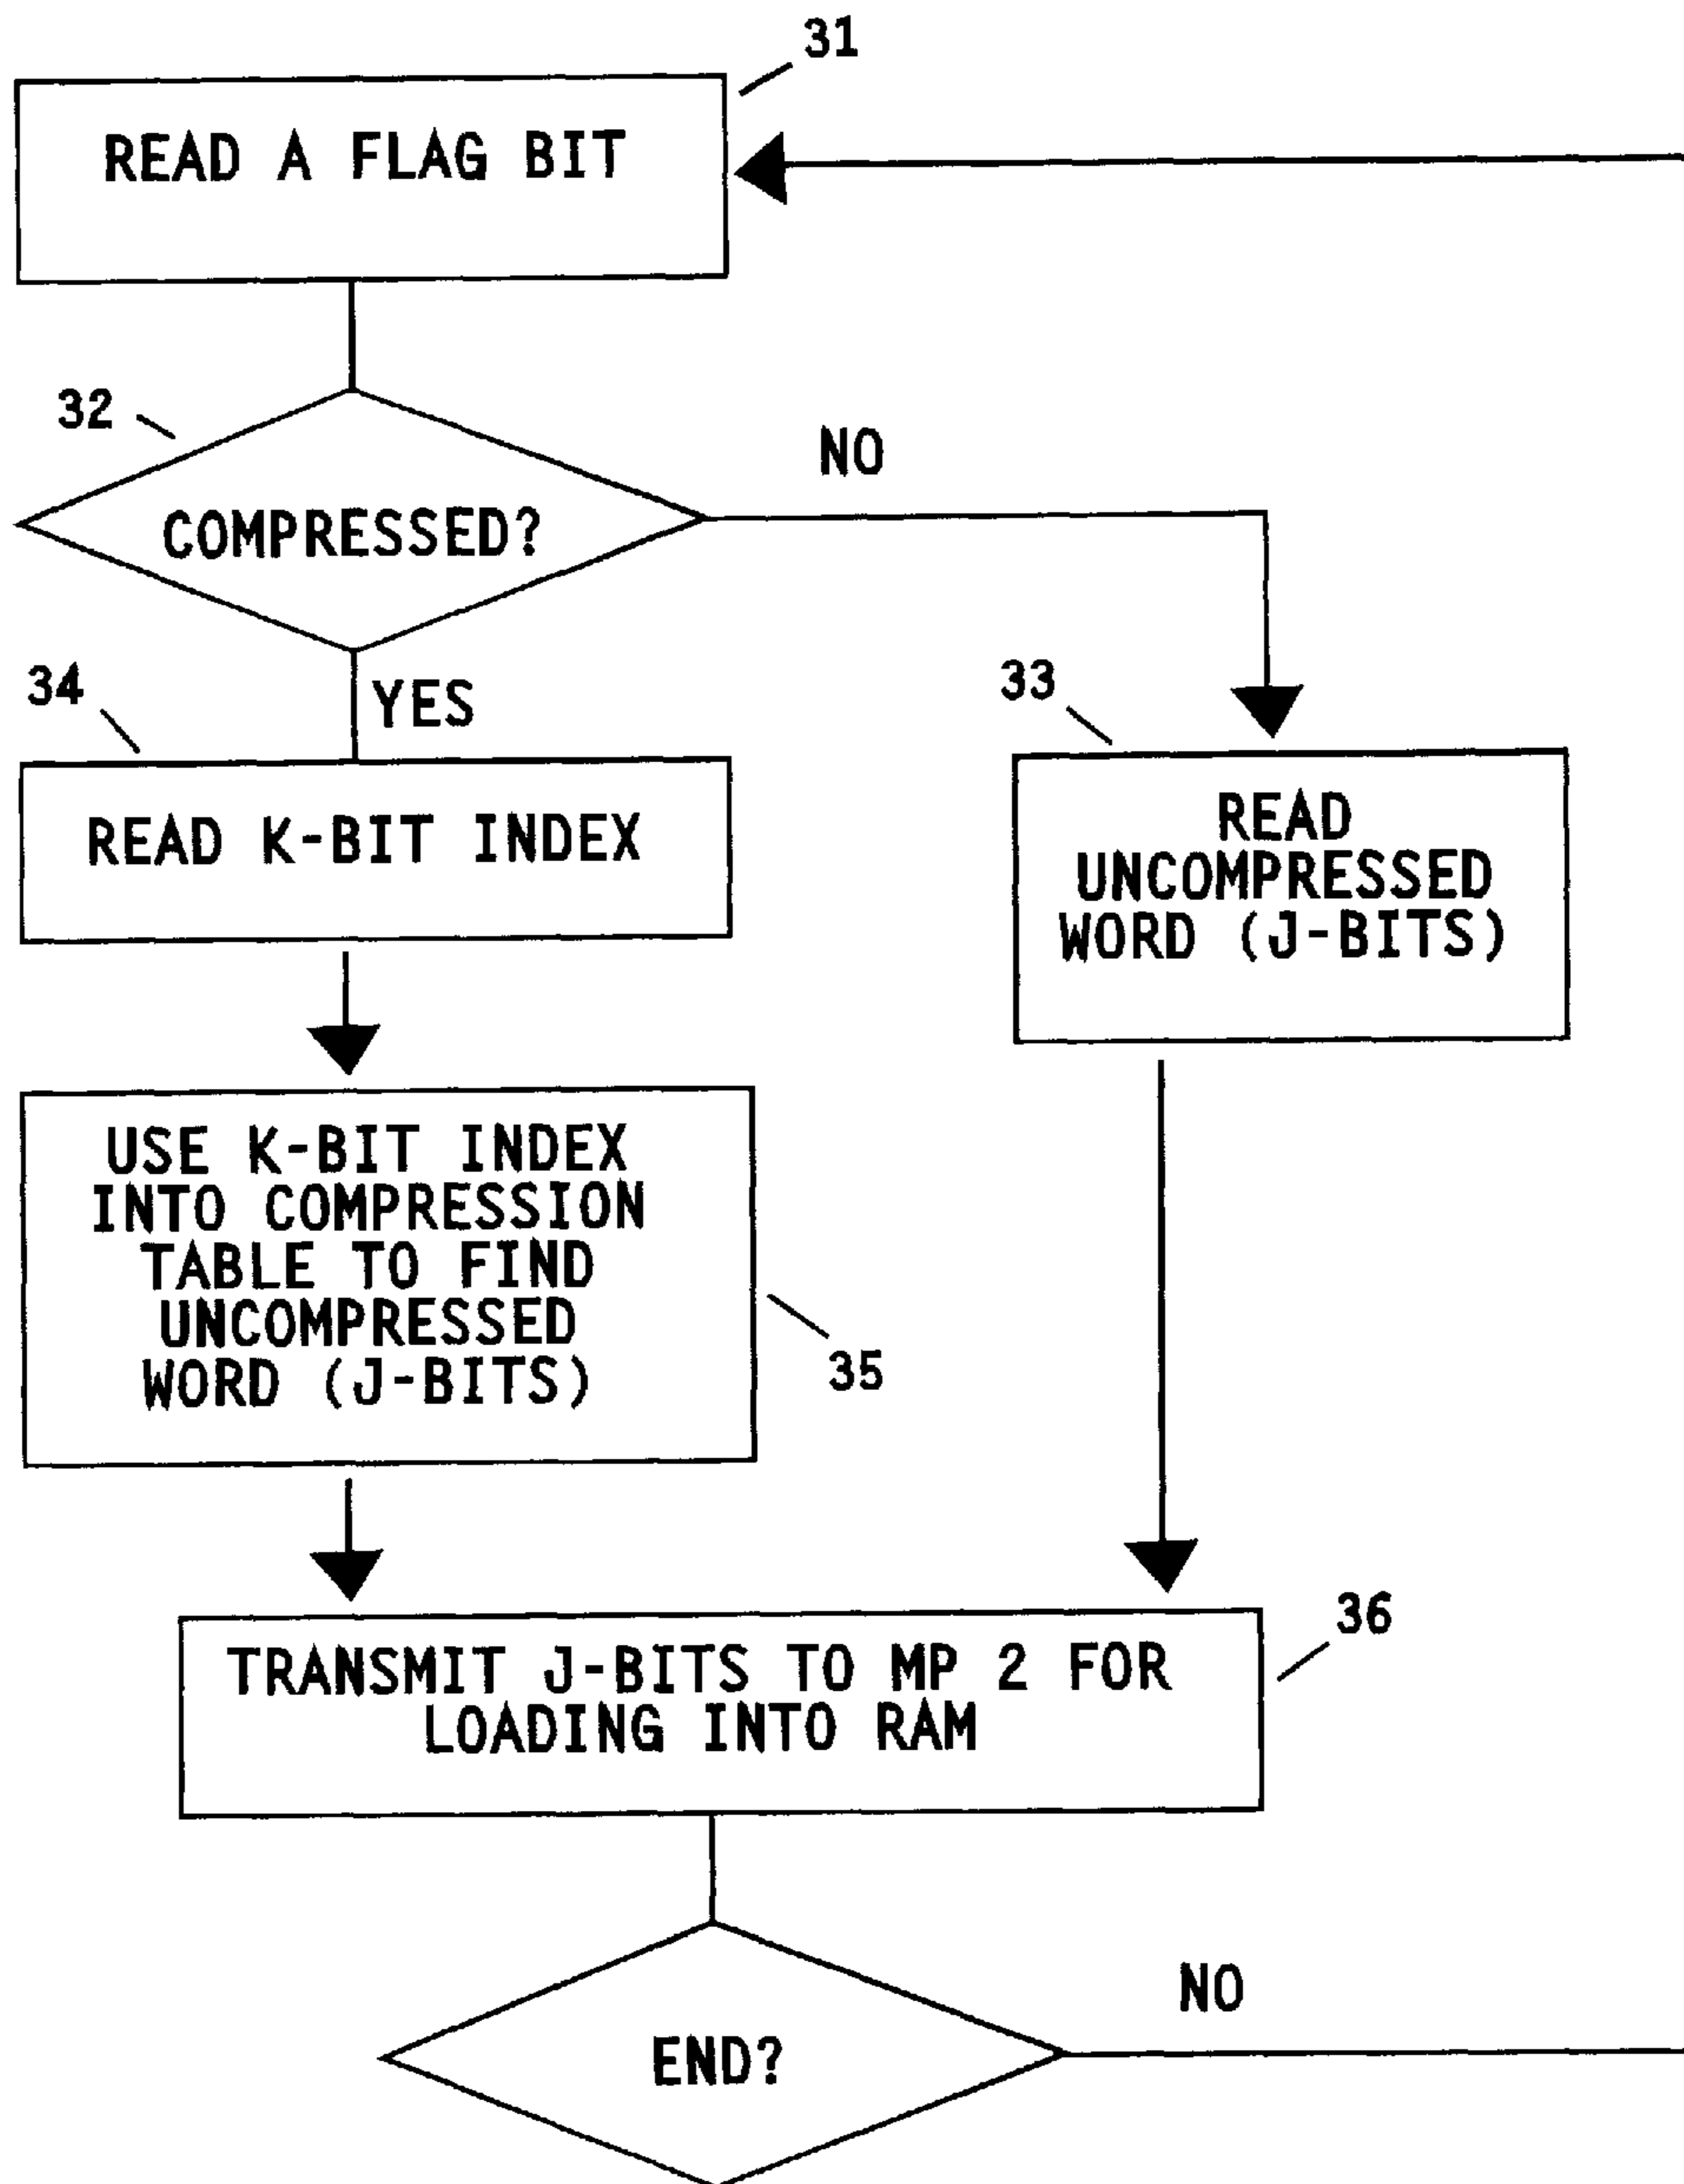 31
READ A FLAG BIT
32
NO
COMPRESSED?
34
YES
33
READ K-BIT INDEX
READ
UNCOMPRESSED
WORD (J-BITS)
USE K-BIT INDEX
INTO COMPRESSION
TABLE TO FIND
UNCOMPRESSED
WORD (J-BITS)
35
36
TRANSMIT J-BITS TO MP 2 FOR
LOADING INTO RAM
NO
END?